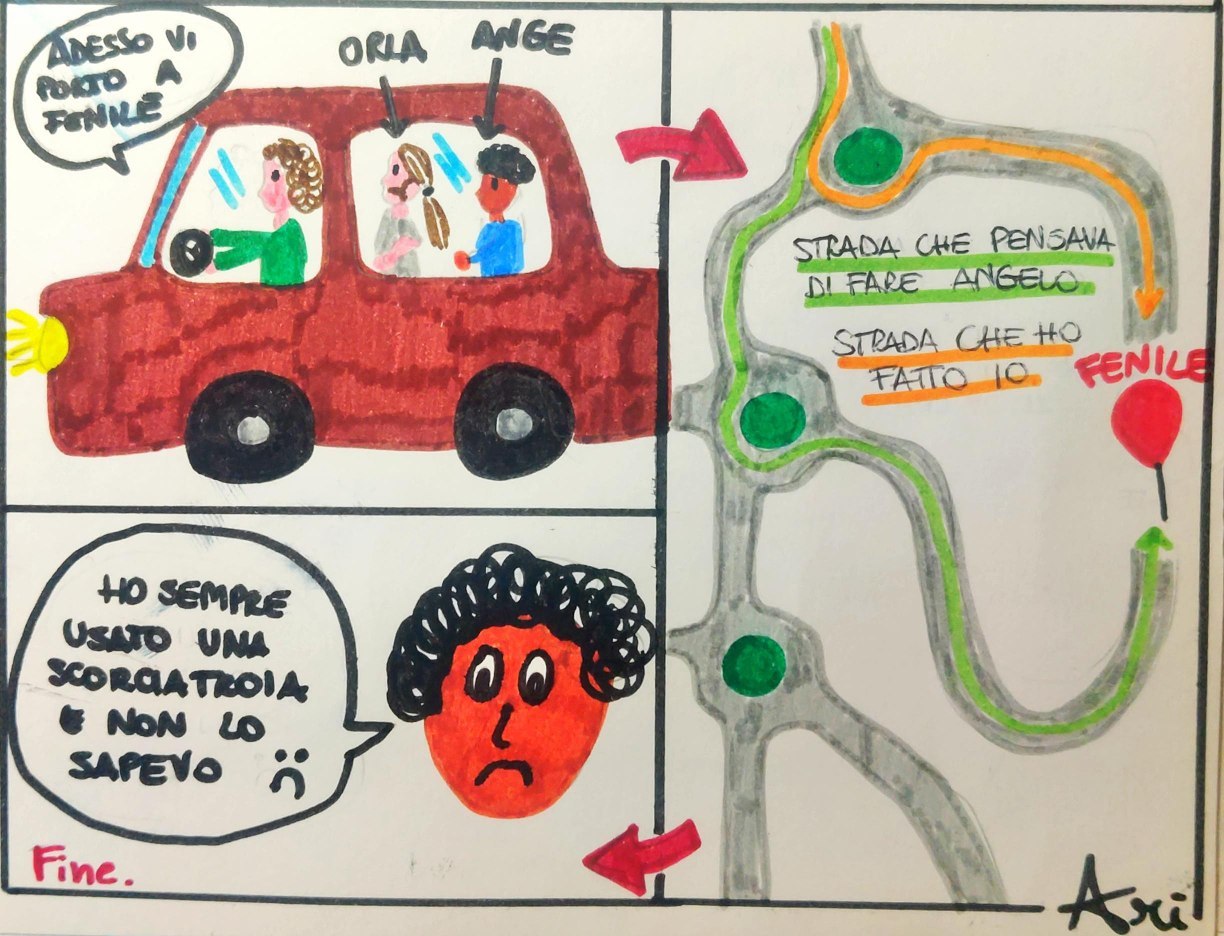 ADESSO VI
PORTO A
FENILE
ORLA
ANGE
STRADA CHE PENSAVA
DI FARE ANGELO
STRADA CHE HO
FATTO IO
FENILE
HO SEMPRE
USATO UNA
SCORCIATROIA
E NON LO
SAPEVO :(
Fine.
Ari